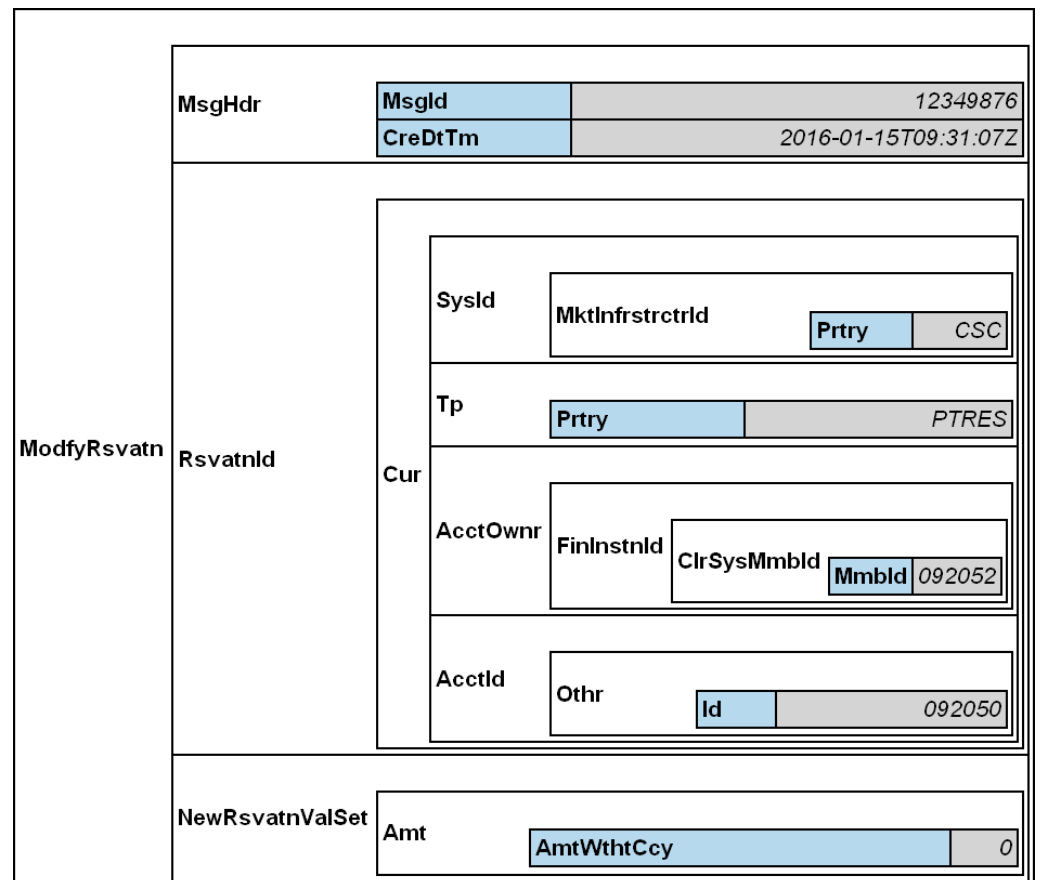 MsgHdr
MsgId 12349876
CreDtTm 2016-01-15T09:31:07Z
SysId
MktInfrstrctrId
Prtry CSC
Tp
Prtry PTRES
ModfyRsvatn
RsvatnId
Cur
AcctOwnr
FinInstnId
ClrSysMmbId
MmbId 092052
AcctId
Othr
Id 092050
NewRsvatnValSet
Amt
AmtWthtCcy 0